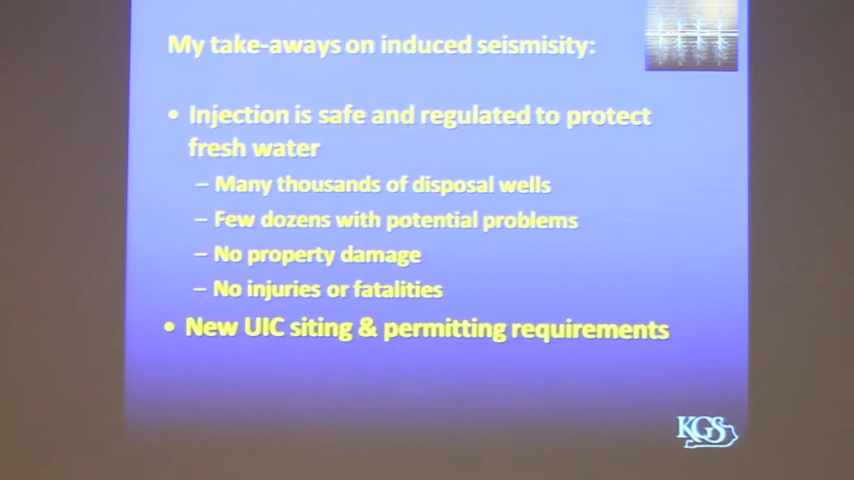 My take-aways on induced seismisity:
• Injection is safe and regulated to protect
fresh water
– Many thousands of disposal wells
– Few dozens with potential problems
– No property damage
– No injuries or fatalities
• New UIC siting & permitting requirements
KGS